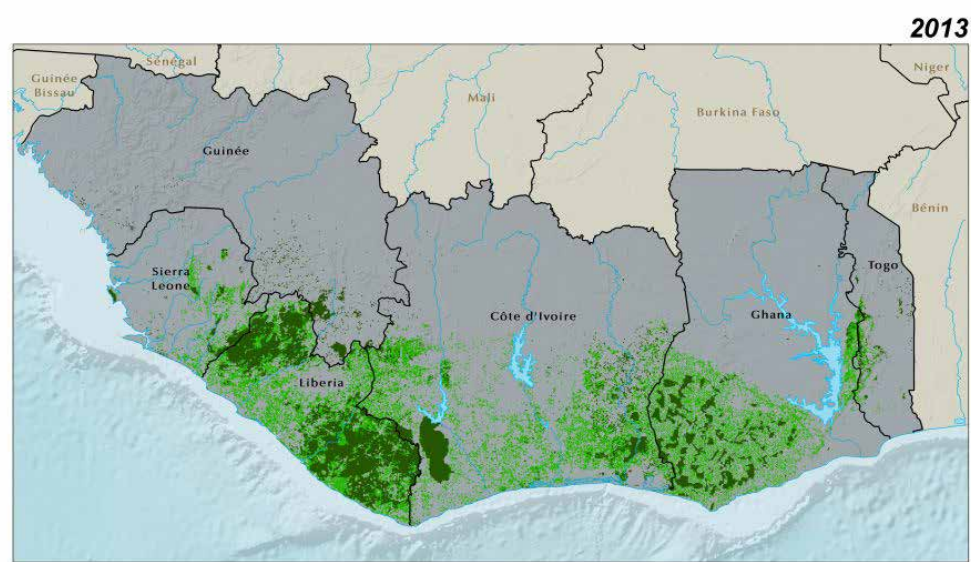 2013
Sénégal
Guinée
Bissau
Niger
Mali
Burkina Faso
Guinée
Bénin
Sierra
Leone
Togo
Côte d'Ivoire
Ghana
Liberia